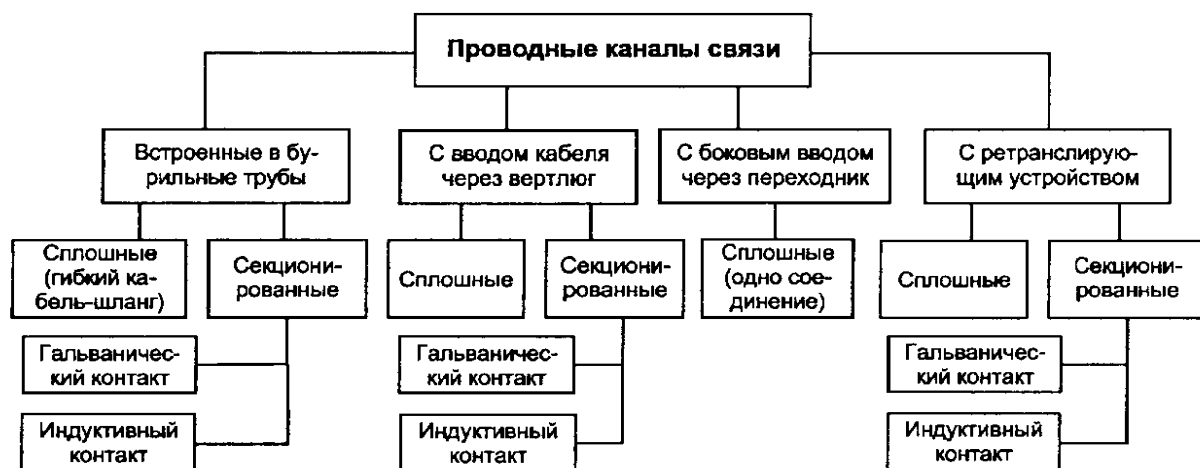 Проводные каналы связи
Встроенные в бу-
рильные трубы
С вводом кабеля
через вертлюг
С боковым вводом
через переходник
С ретранслирую-
щим устройством
Сплошные
(гибкий ка-
бель-шланг)
Секциони-
рованные
Сплошные
Секциони-
рованные
Сплошные
(одно сое-
динение)
Сплошные
Секциони-
рованные
Гальваничес-
кий контакт
Гальваничес-
кий контакт
Гальваничес-
кий контакт
Индуктивный
контакт
Индуктивный
контакт
Индуктивный
контакт